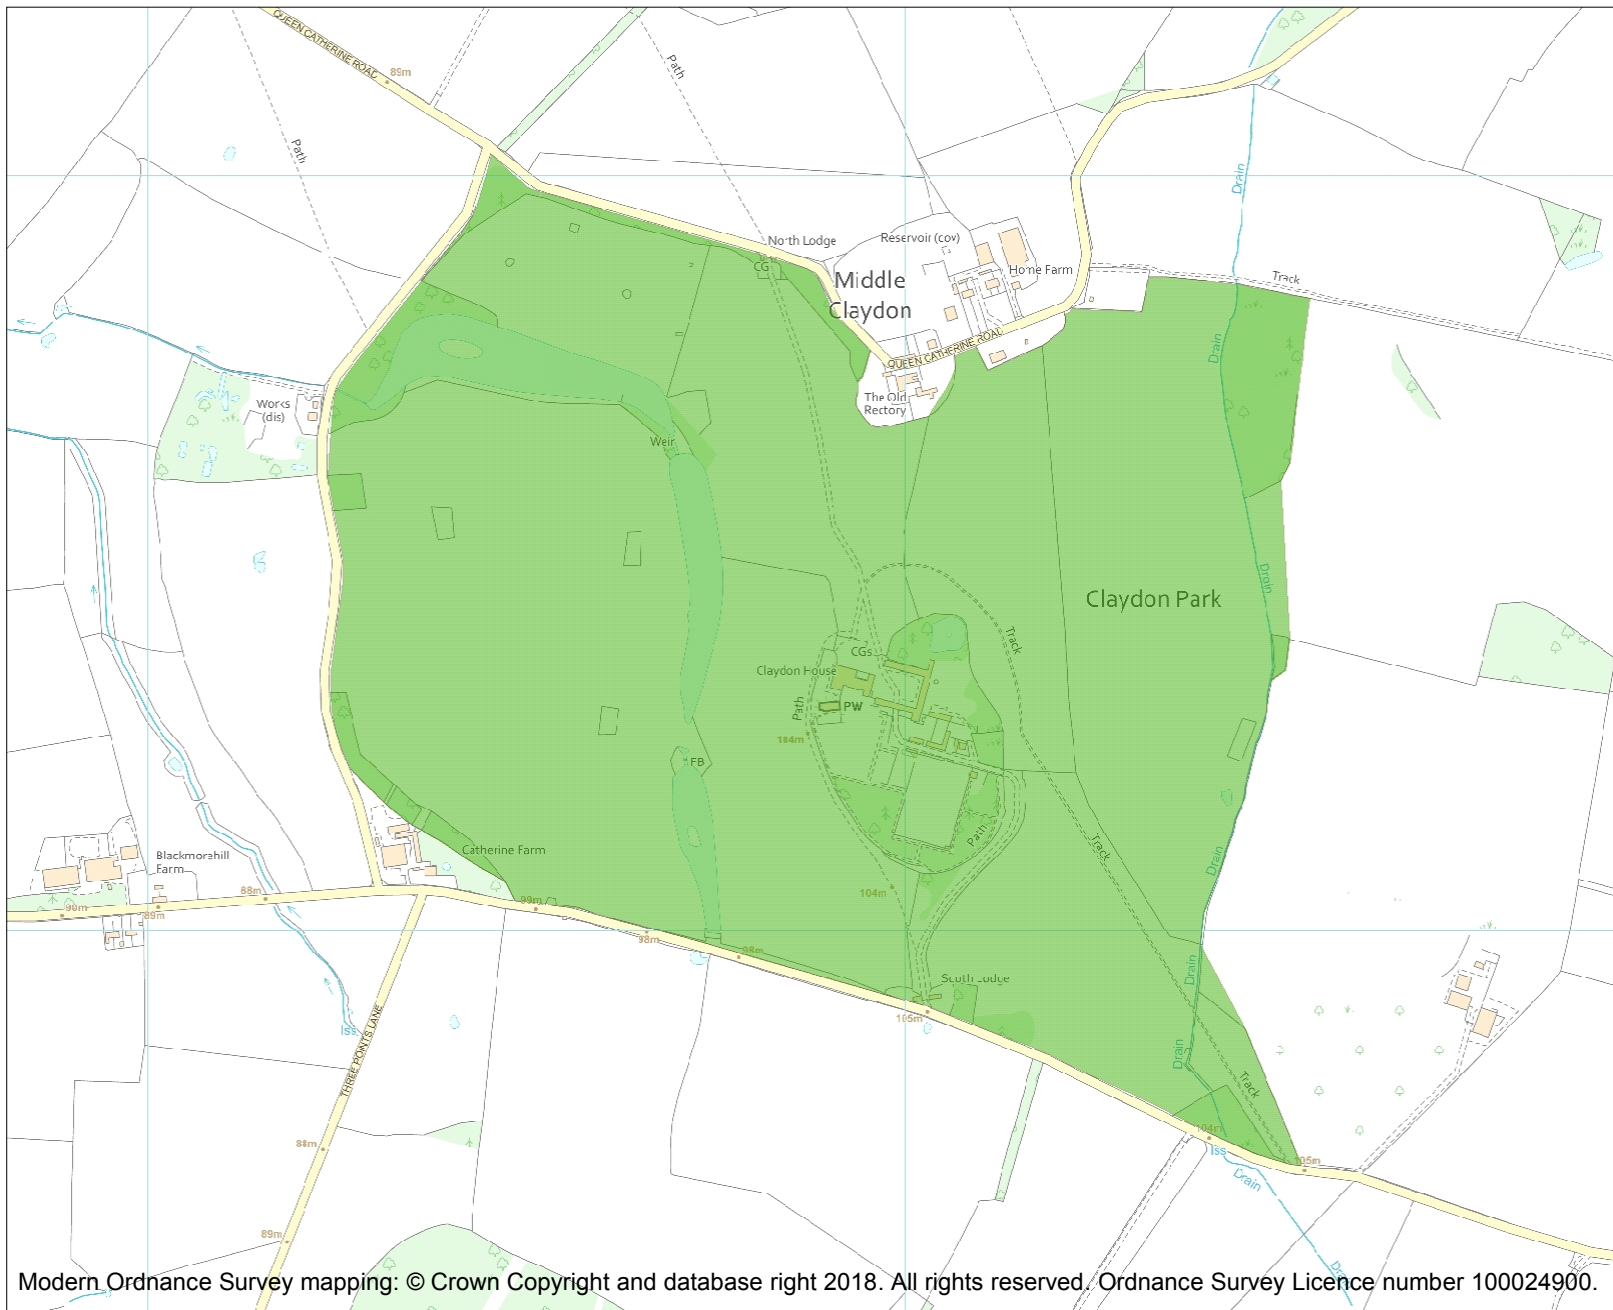 QUEEN CATHERINE ROAD
89m
Path
Path
Drain
North Lodge
Reservoir (cov)
CG
Middle
Claydon
Home Farm
Track
QUEEN CATHERINE ROAD
Drain
The Old
Rectory
Works
(dis)
Weir
Drain
Claydon Park
Track
CGs
Claydon House
Path
PW
104m
FB
Track
Path
Drain
Catherine Farm
Blackmorehill
Farm
88m
90m
89m
99m
98m
98m
104m
Drain
South Lodge
105m
Iss
THREE POINTS LANE
Drain
Track
88m
104m
Iss
105m
Drain
89m
Drain
Modern Ordnance Survey mapping: © Crown Copyright and database right 2018. All rights reserved. Ordnance Survey Licence number 100024900.